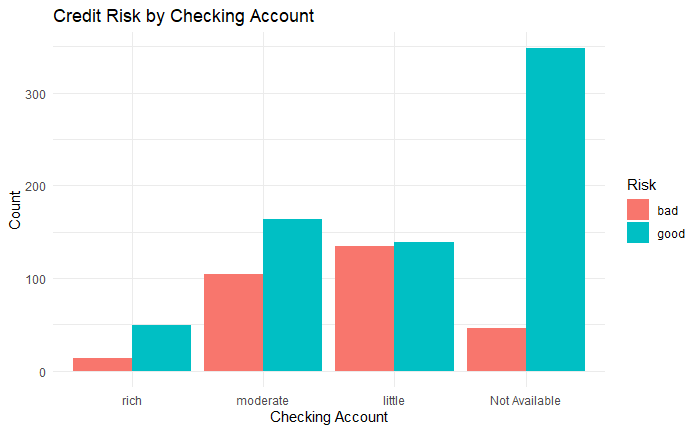 Credit Risk by Checking Account
300
200
100
0
Count
rich moderate little Not Available
Checking Account
Risk
bad
good